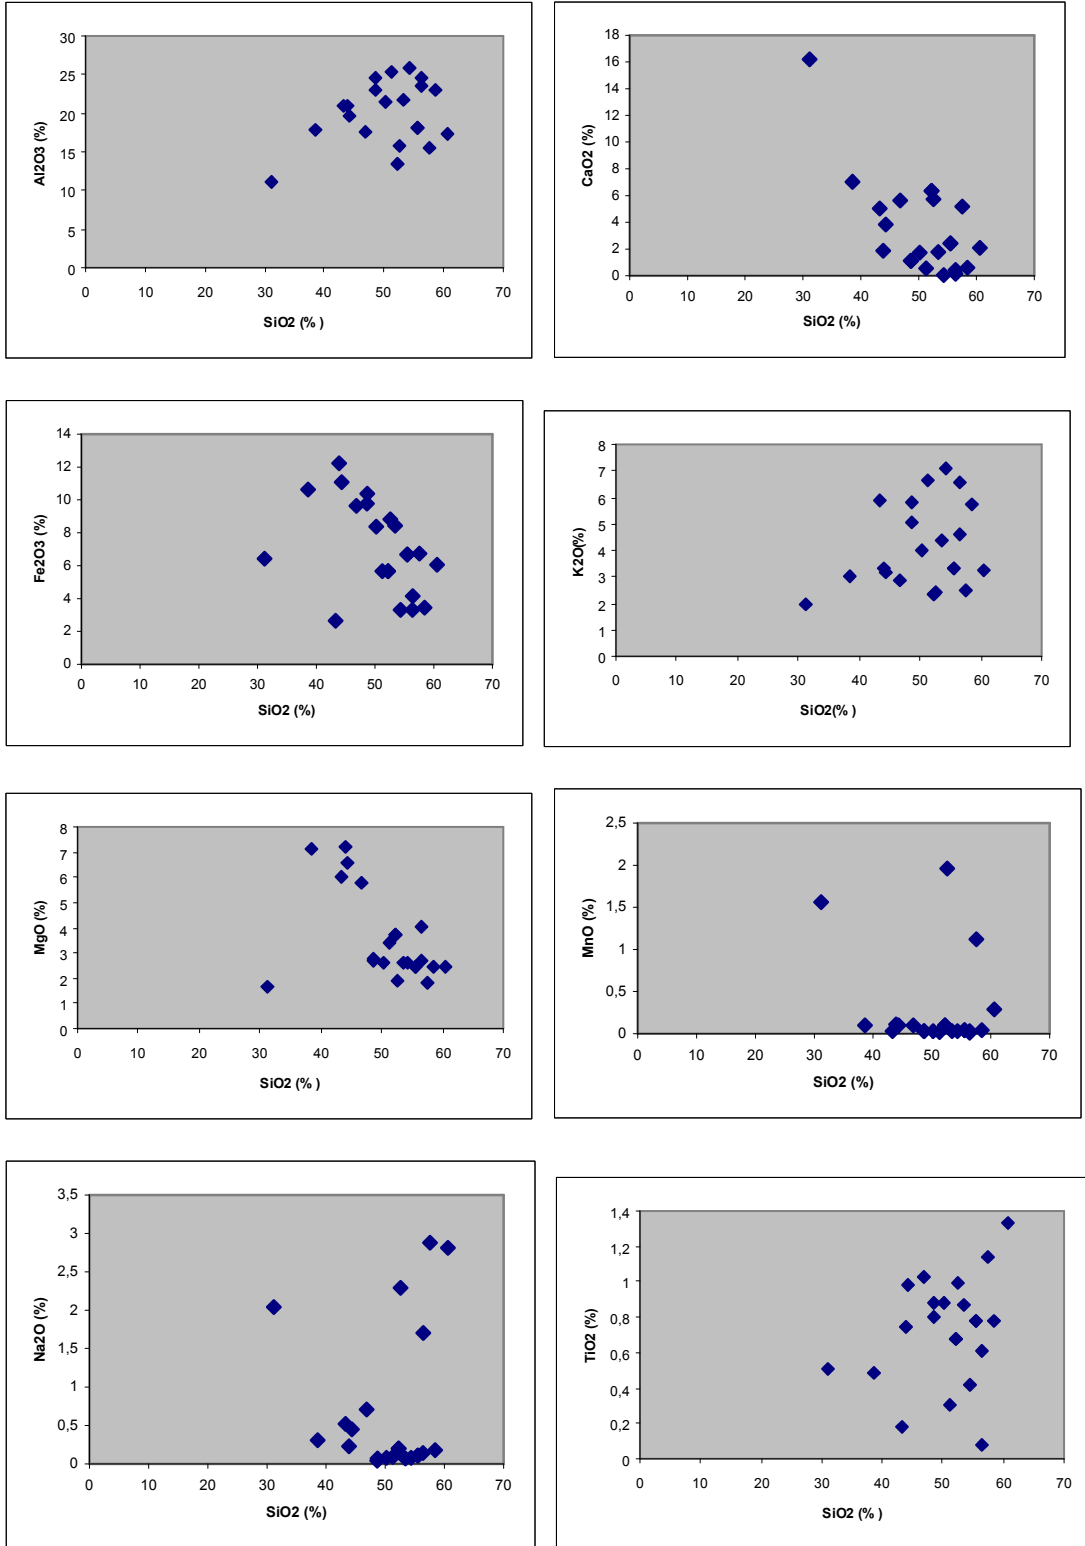 30
25
20
15
10
5
0
Al2O3 (%)
0 10 20 30 40 50 60 70
SiO2 (% )
18
16
14
12
10
8
6
4
2
0
CaO2 (%)
0 10 20 30 40 50 60 70
SiO2 (%)
14
12
10
8
6
4
2
0
Fe2O3 (%)
0 10 20 30 40 50 60 70
SiO2 (%)
8
7
6
5
4
3
2
1
0
K2O(%)
0 10 20 30 40 50 60 70
SiO2(% )
8
7
6
5
4
3
2
1
0
MgO (%)
0 10 20 30 40 50 60 70
SiO2 (% )
2,5
2
1,5
1
0,5
0
MnO (%)
0 10 20 30 40 50 60 70
SiO2 (%)
3,5
3
2,5
2
1,5
1
0,5
0
Na2O (%)
0 10 20 30 40 50 60 70
SiO2 (%)
1,4
1,2
1
0,8
0,6
0,4
0,2
0
TiO2 (%)
0 10 20 30 40 50 60 70
SiO2 (% )